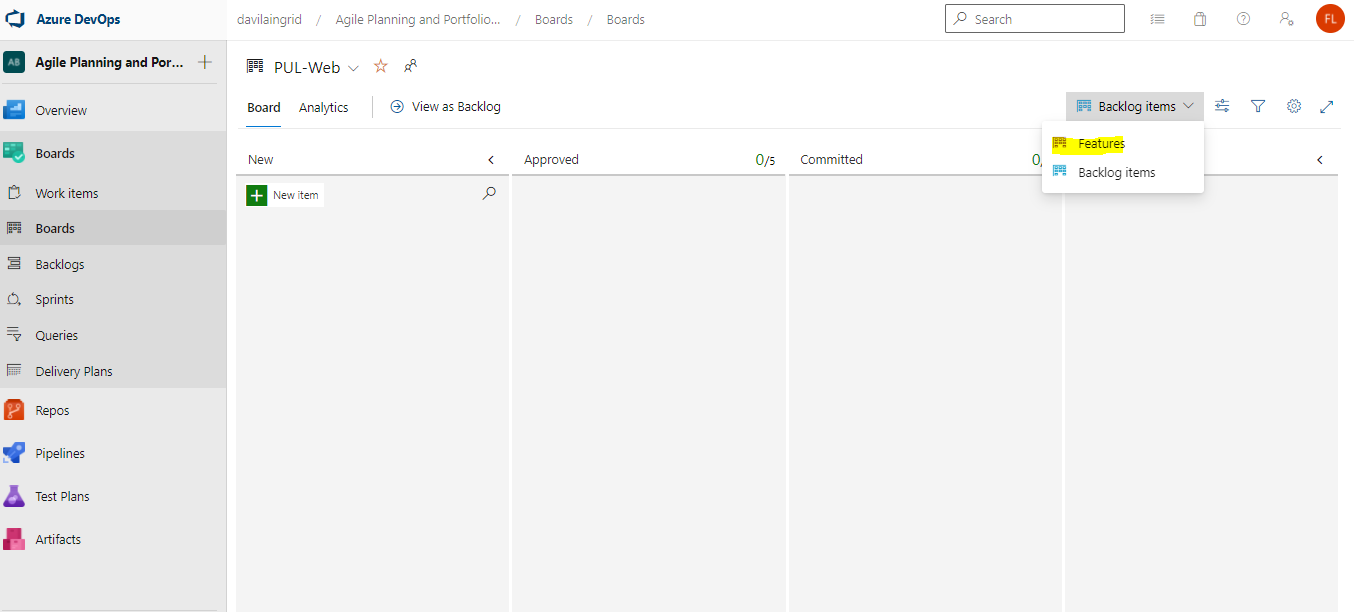 Azure DevOps
davilaingrid / Agile Planning and Portfolio... / Boards / Boards
Search
FL
AB
Agile Planning and Por...
PUL-Web
Overview
Board
Analytics
View as Backlog
Backlog items
Features
Backlog items
Boards
New
Approved
0/5
Committed
0/
New item
Work items
Boards
Backlogs
Sprints
Queries
Delivery Plans
Repos
Pipelines
Test Plans
Artifacts